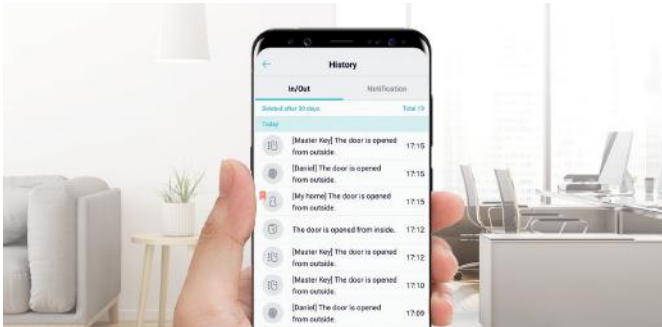 History
In/Out Notification
Deleted after 30 days Total 19
Today
[Master Key] The door is opened
from outside. 17:15
[Daniel] The door is opened
from outside. 17:15
[My home] The door is opened
from outside. 17:15
The door is opened from inside. 17:12
[Master Key] The door is opened
from outside. 17:12
[Master Key] The door is opened
from outside. 17:10
[Daniel] The door is opened
from outside. 17:09